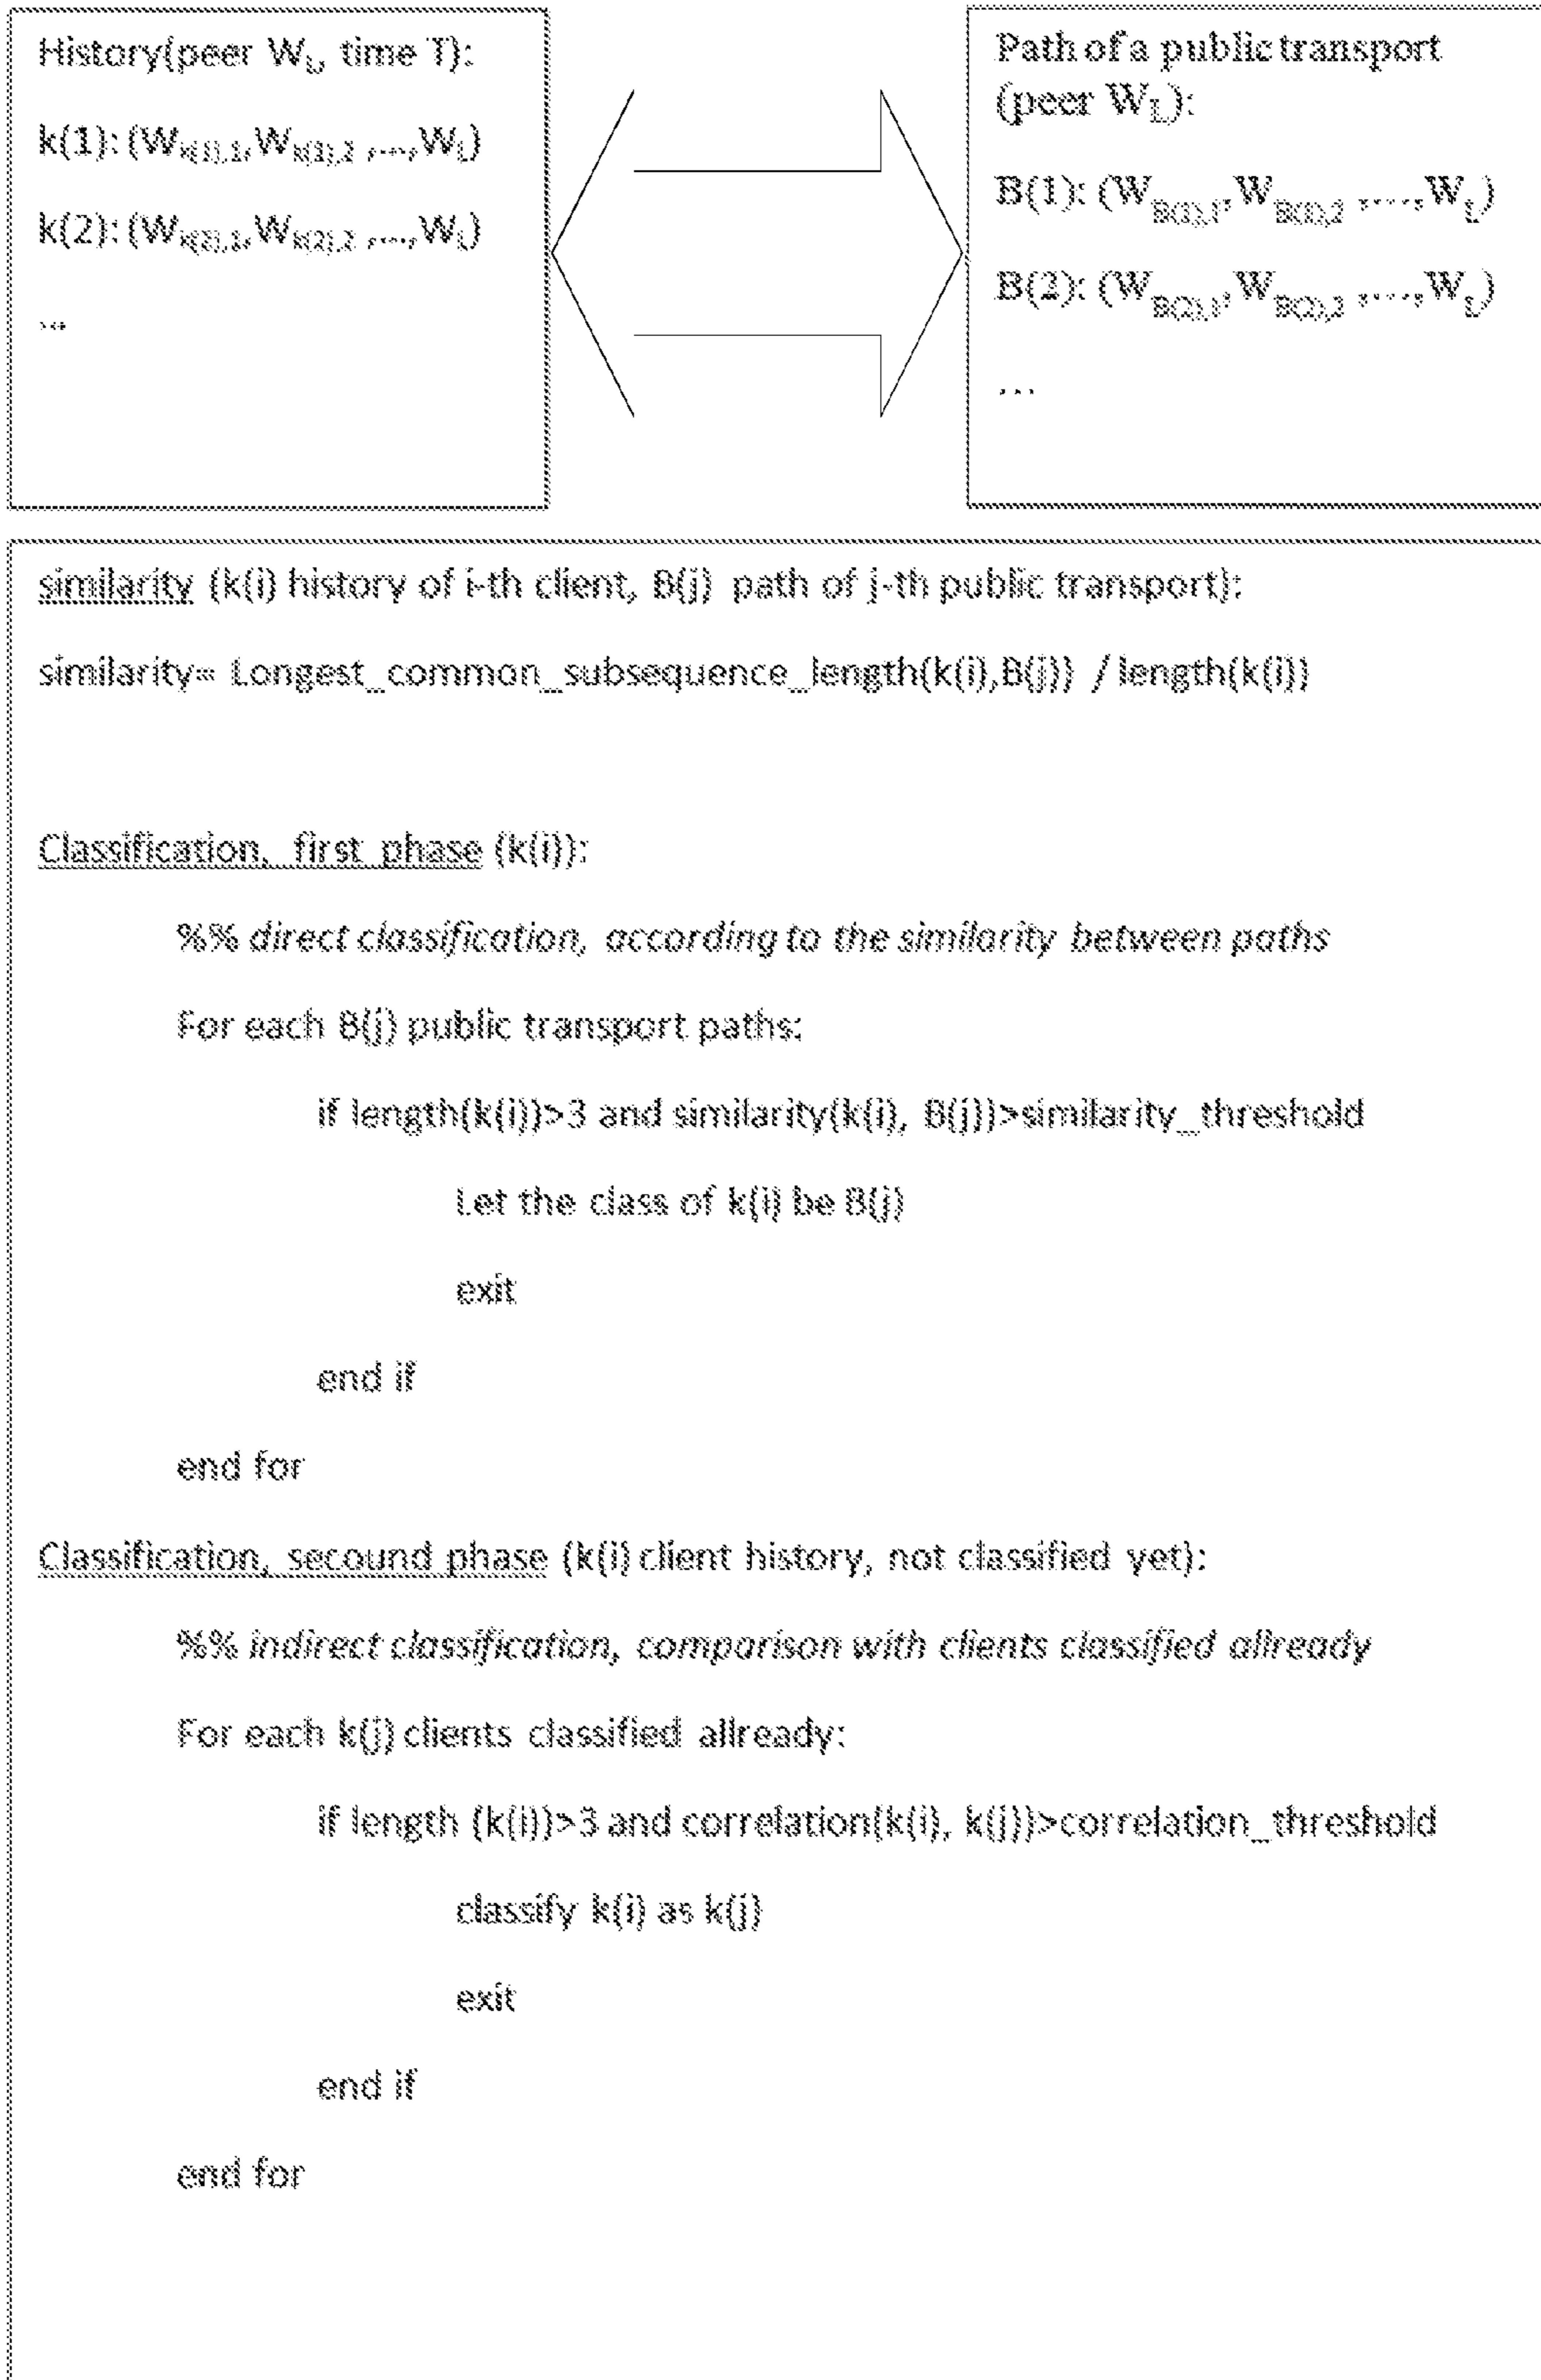 History(peer W_L, time T):
k(1): (W_k(1),1, W_k(1),2 ,..., W_L)
k(2): (W_k(2),1, W_k(2),2 ,..., W_L)
...
Path of a public transport
(peer W_L):
B(1): (W_B(1),1, W_B(1),2 ,....., W_L)
B(2): (W_B(2),1, W_B(2),2 ,....., W_L)
...
similarity (k(i) history of i-th client, B(j) path of j-th public transport):
similarity= Longest_common_subsequence_length(k(i),B(j)) / length(k(i))
Classification, first phase (k(i)):
%% direct classification, according to the similarity between paths
For each B(j) public transport paths:
if length(k(i))>3 and similarity(k(i), B(j))>similarity_threshold
Let the class of k(i) be B(j)
exit
end if
end for
Classification, secound phase (k(i) client history, not classified yet):
%% indirect classification, comparison with clients classified allready
For each k(j) clients classified allready:
if length (k(i))>3 and correlation(k(i), k(j))>correlation_threshold
classify k(i) as k(j)
exit
end if
end for